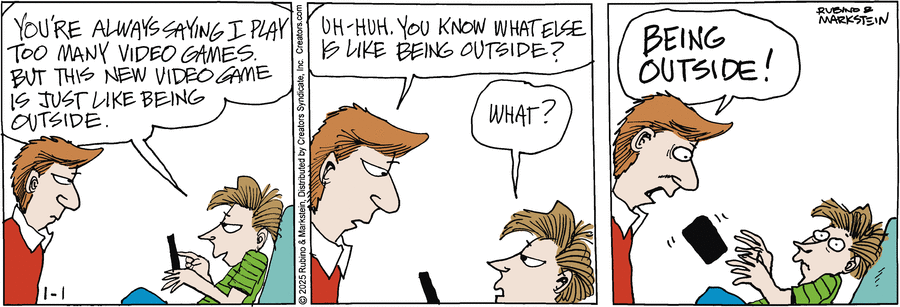 YOU'RE ALWAYS SAYING I PLAY
TOO MANY VIDEO GAMES.
BUT THIS NEW VIDEO GAME
IS JUST LIKE BEING
OUTSIDE.
1-1
© 2025 Rubino & Markstein, Distributed by Creators Syndicate, Inc. Creators.com
UH-HUH. YOU KNOW WHAT ELSE
IS LIKE BEING OUTSIDE?
WHAT?
RUBINO &
MARKSTEIN
BEING
OUTSIDE!